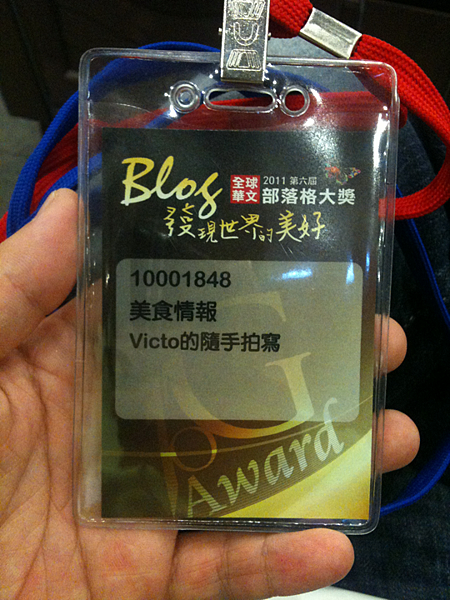 Blog 全球華文 2011 第六屆 部落格大獎
發現世界的美好
10001848
美食情報
Victo的隨手拍寫
Award